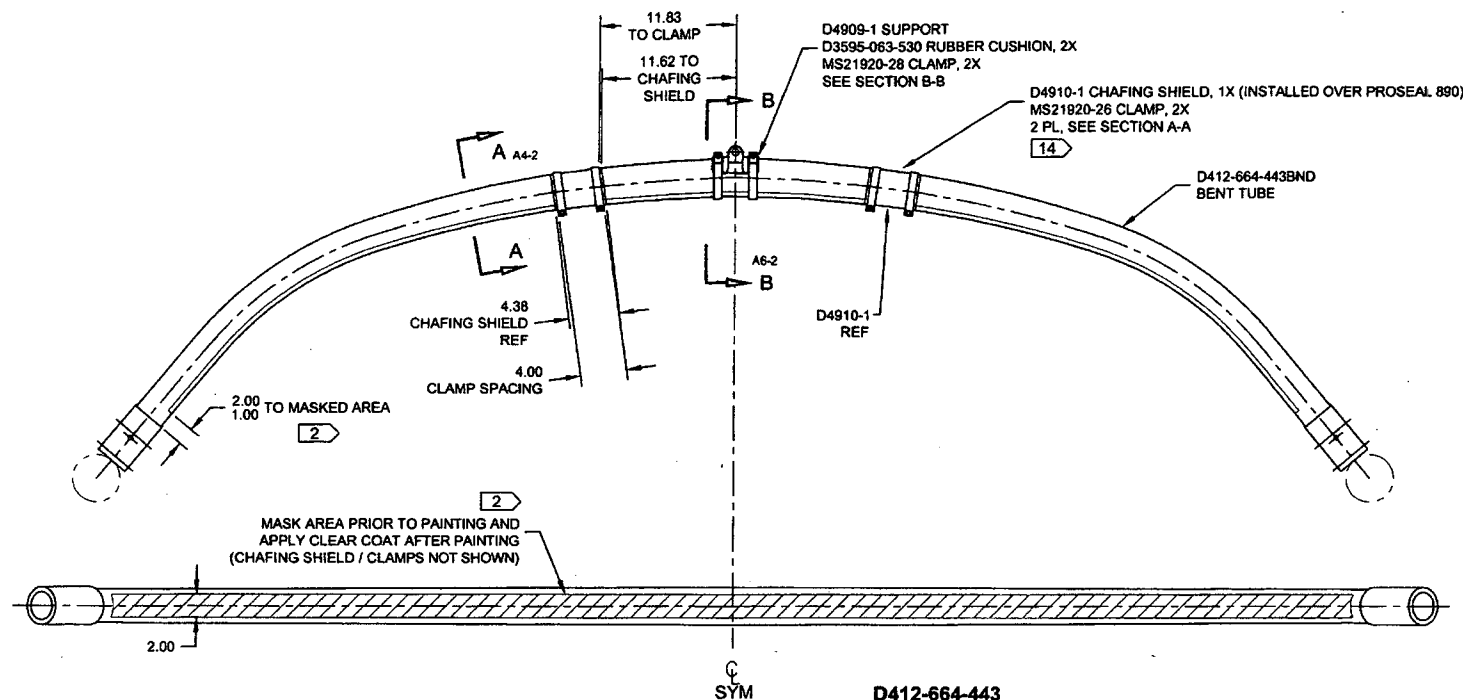 11.83
TO CLAMP
11.62 TO
CHAFING
SHIELD
D4909-1 SUPPORT
D3595-063-530 RUBBER CUSHION, 2X
MS21920-28 CLAMP, 2X
SEE SECTION B-B
B
D4910-1 CHAFING SHIELD, 1X (INSTALLED OVER PROSEAL 890)
MS21920-26 CLAMP, 2X
2 PL, SEE SECTION A-A
14
A A4-2
D412-664-443BND
BENT TUBE
A
A6-2
B
4.38
CHAFING SHIELD
REF
D4910-1
REF
4.00
CLAMP SPACING
2.00
1.00 TO MASKED AREA
2
2
MASK AREA PRIOR TO PAINTING AND
APPLY CLEAR COAT AFTER PAINTING
(CHAFING SHIELD / CLAMPS NOT SHOWN)
2.00
℄
SYM
D412-664-443